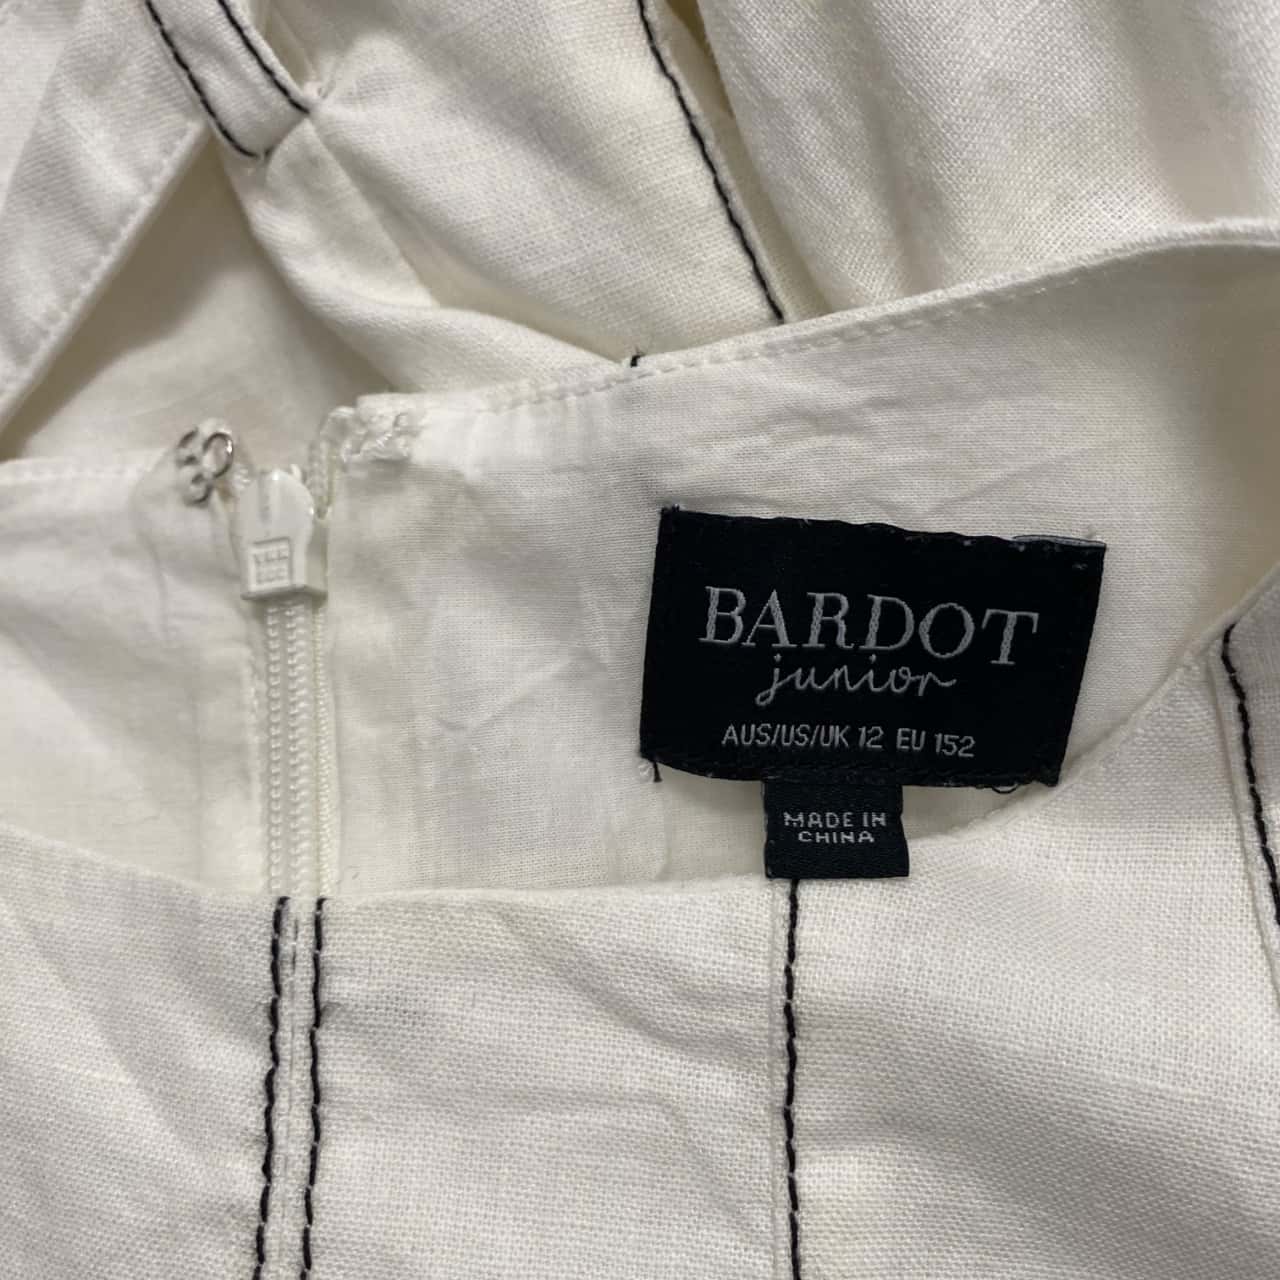 BARDOT
junior
AUS/US/UK 12 EU 152
MADE IN
CHINA